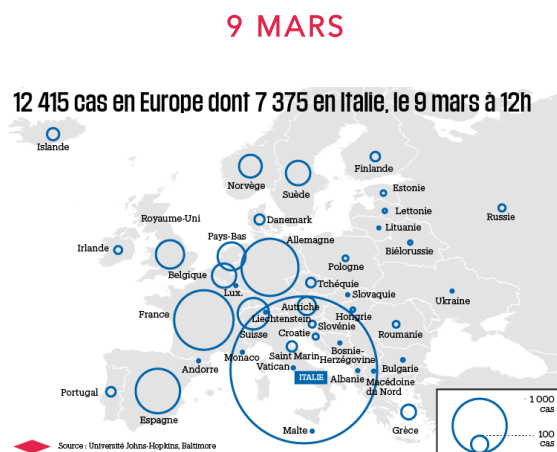 9 MARS
12 415 cas en Europe dont 7 375 en Italie, le 9 mars à 12h
Islande
Finlande
Norvège
Suède
Estonie
Royaume-Uni
Lettonie
Russie
Danemark
Lituanie
Pays-Bas
Allemagne
Irlande
Biélorussie
Pologne
Belgique
Tchéquie
Lux.
Slovaquie
Ukraine
Autriche
France
Liechtenstein
Hongrie
Slovénie
Suisse
Croatie
Roumanie
Monaco
Saint Marin
Bosnie-
Herzégovine
Andorre
Vatican
Bulgarie
ITALIE
Albanie
Macédoine
du Nord
Portugal
Espagne
Malte
Grèce
1 000
cas
100
cas
Source : Université Johns-Hopkins, Baltimore